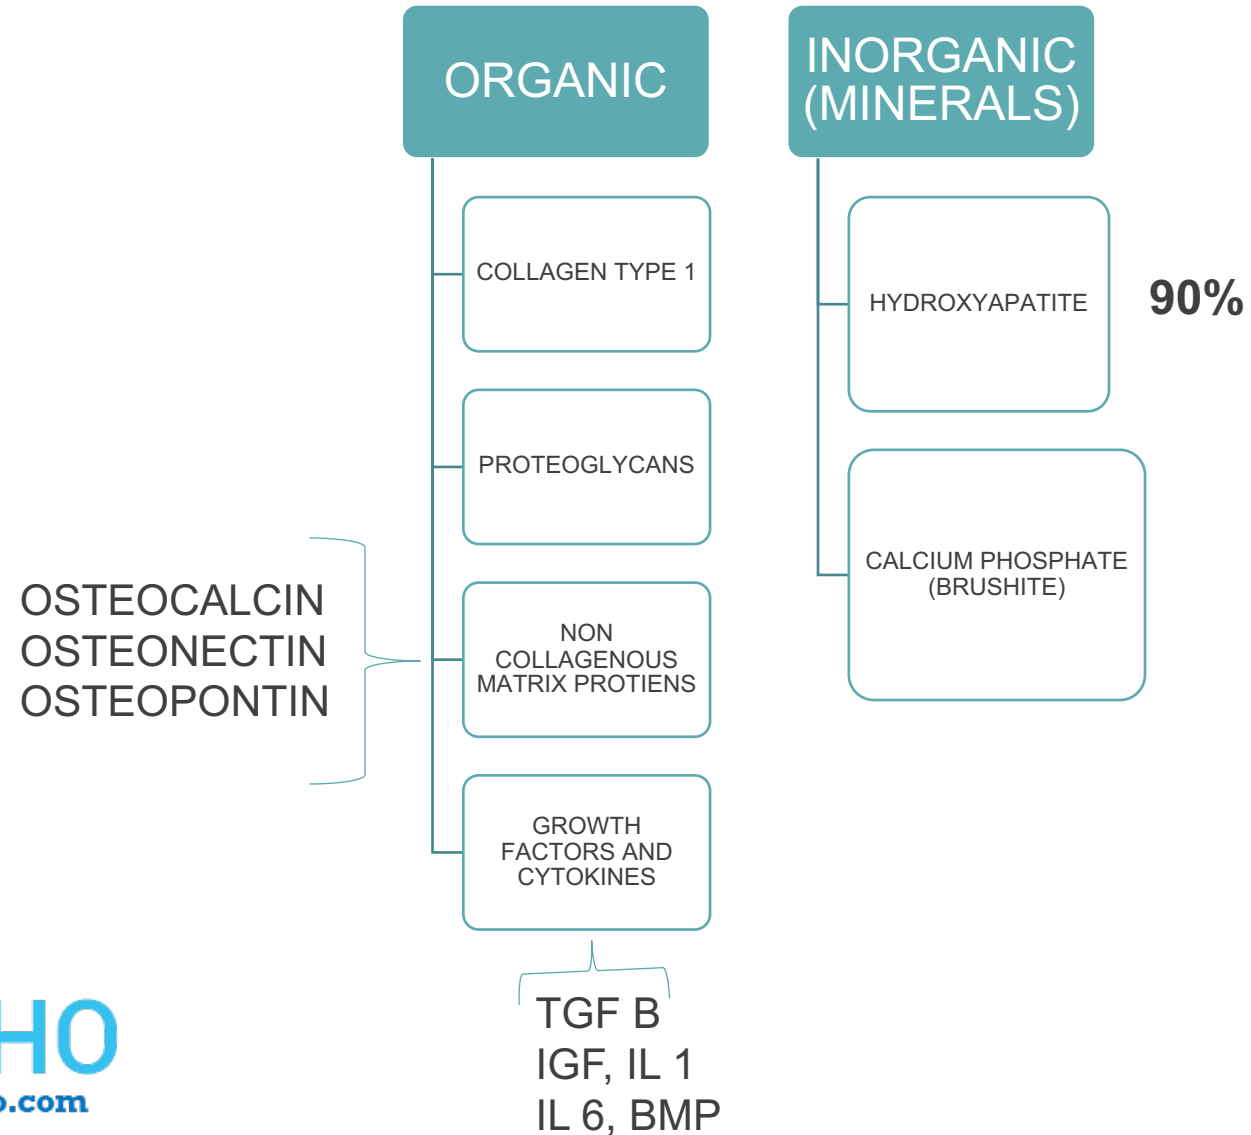 ORGANIC
COLLAGEN TYPE 1
PROTEOGLYCANS
NON
COLLAGENOUS
MATRIX PROTIENS
OSTEOCALCIN
OSTEONECTIN
OSTEOPONTIN
GROWTH
FACTORS AND
CYTOKINES
TGF B
IGF, IL 1
IL 6, BMP
INORGANIC
(MINERALS)
HYDROXYAPATITE
90%
CALCIUM PHOSPHATE
(BRUSHITE)
HO
o.com